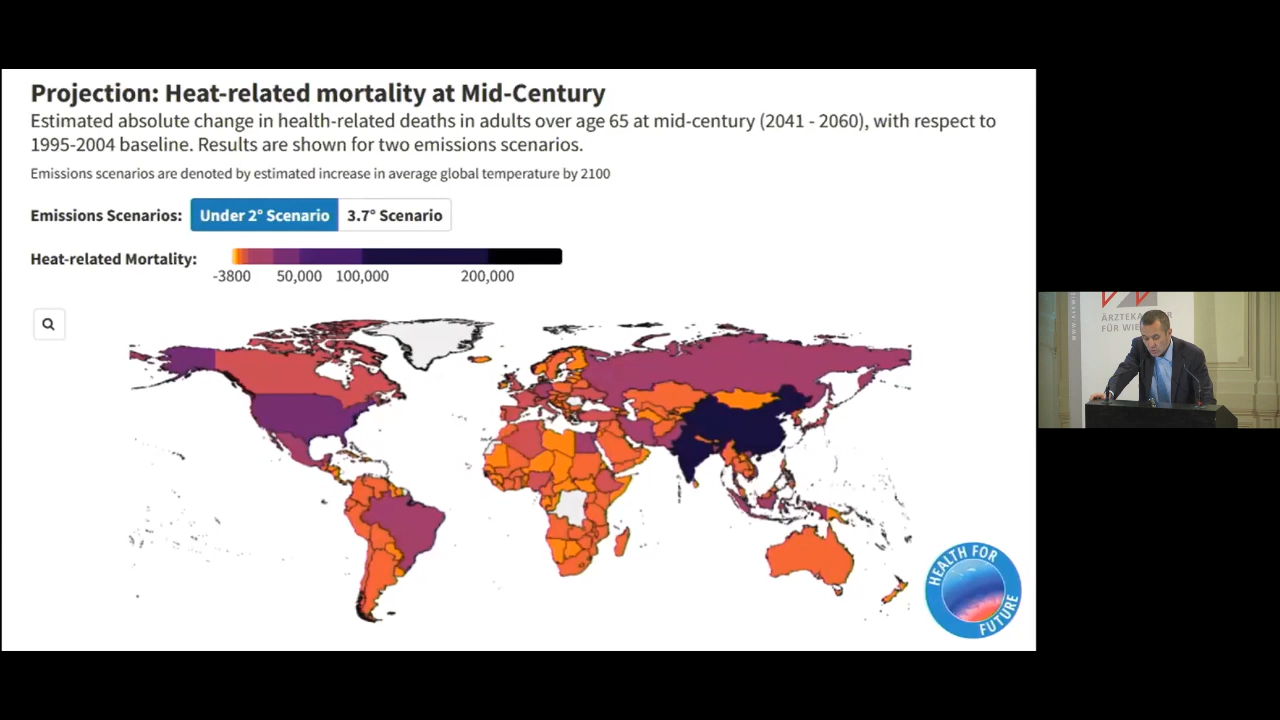 Projection: Heat-related mortality at Mid-Century
Estimated absolute change in health-related deaths in adults over age 65 at mid-century (2041 - 2060), with respect to
1995-2004 baseline. Results are shown for two emissions scenarios.
Emissions scenarios are denoted by estimated increase in average global temperature by 2100
Emissions Scenarios: Under 2° Scenario 3.7° Scenario
Heat-related Mortality:
-3800 50,000 100,000 200,000
HEALTH FOR
FUTURE
FÜR